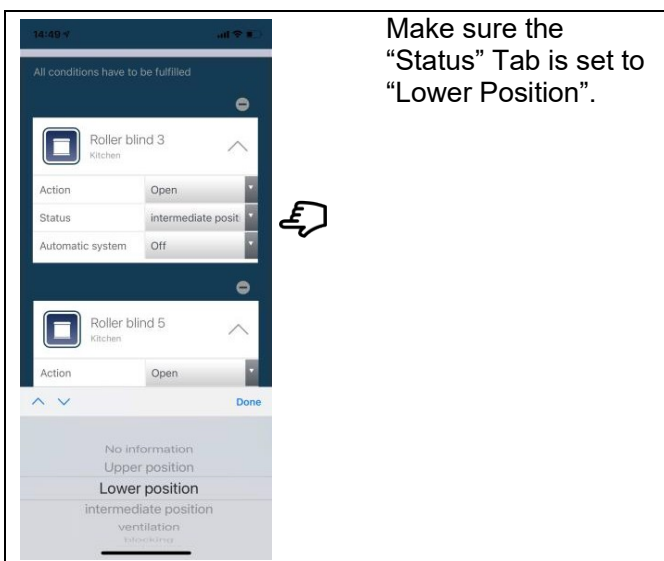 14:49
All conditions have to be fulfilled
Roller blind 3
Kitchen
Action Open
Status intermediate posit
Automatic system Off
Roller blind 5
Kitchen
Action Open
Done
No information
Upper position
Lower position
intermediate position
ventilation
blocking
Make sure the
“Status” Tab is set to
“Lower Position”.